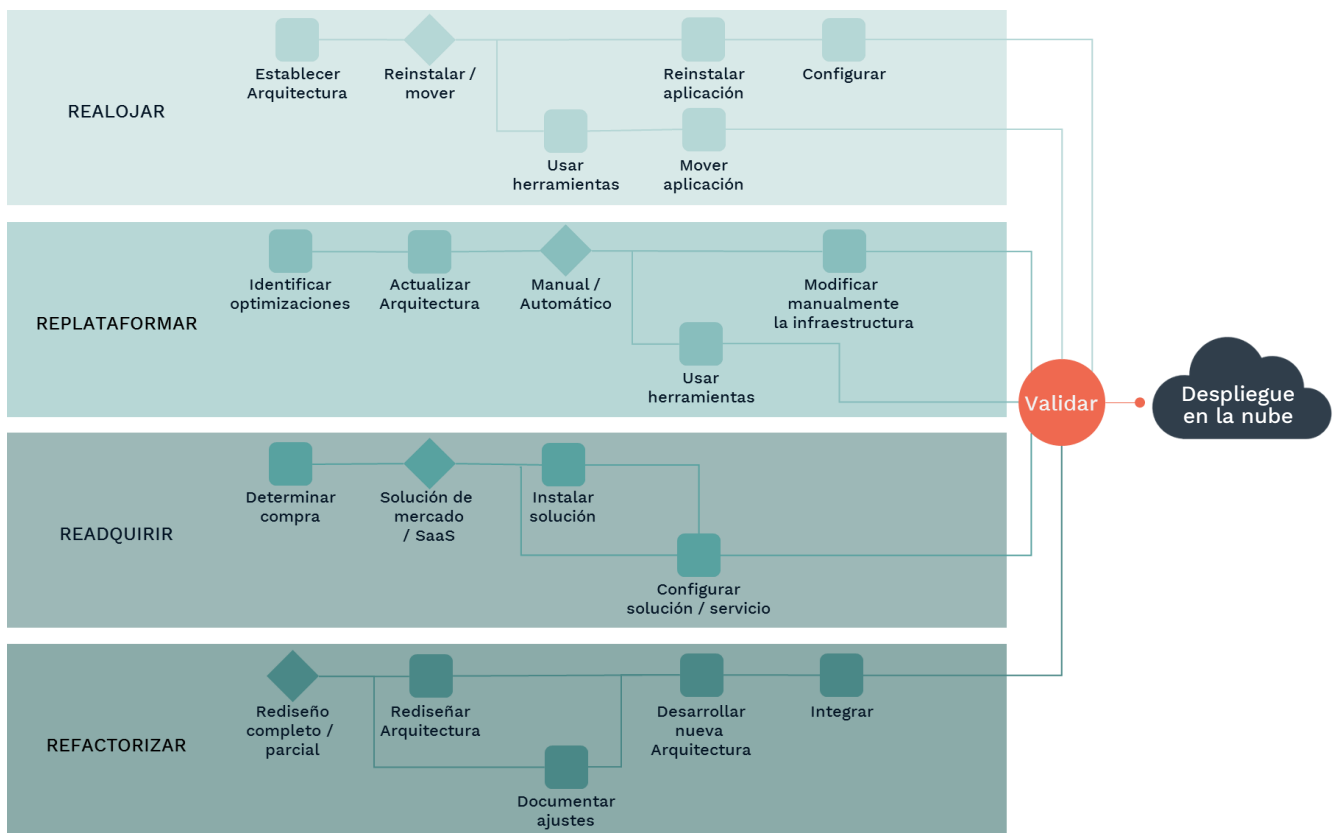 REALOJAR
Establecer
Arquitectura
Reinstalar /
mover
Reinstalar
aplicación
Configurar
Usar
herramientas
Mover
aplicación
REPLATAFORMAR
Identificar
optimizaciones
Actualizar
Arquitectura
Manual /
Automático
Modificar
manualmente
la infraestructura
Usar
herramientas
Validar
Despliegue
en la nube
READQUIRIR
Determinar
compra
Solución de
mercado
/ SaaS
Instalar
solución
Configurar
solución / servicio
REFACTORIZAR
Rediseño
completo /
parcial
Rediseñar
Arquitectura
Desarrollar
nueva
Arquitectura
Integrar
Documentar
ajustes